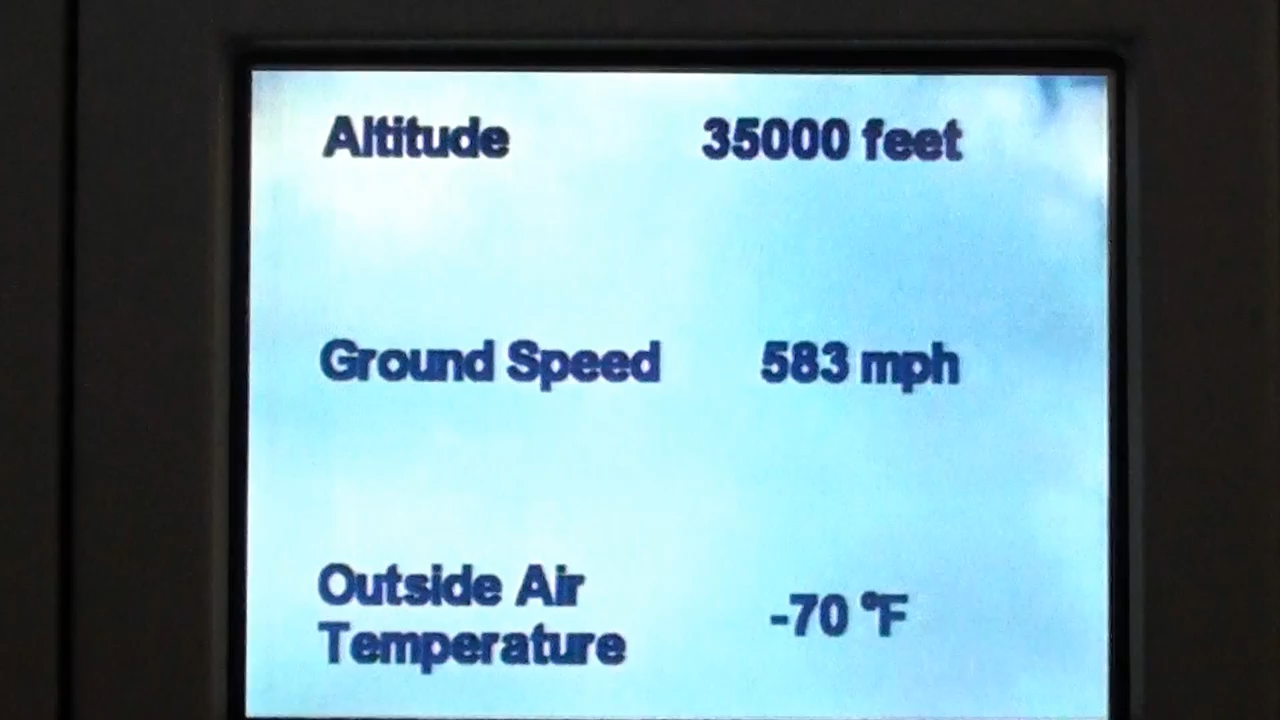 Altitude 35000 feet
Ground Speed 583 mph
Outside Air
Temperature -70 °F